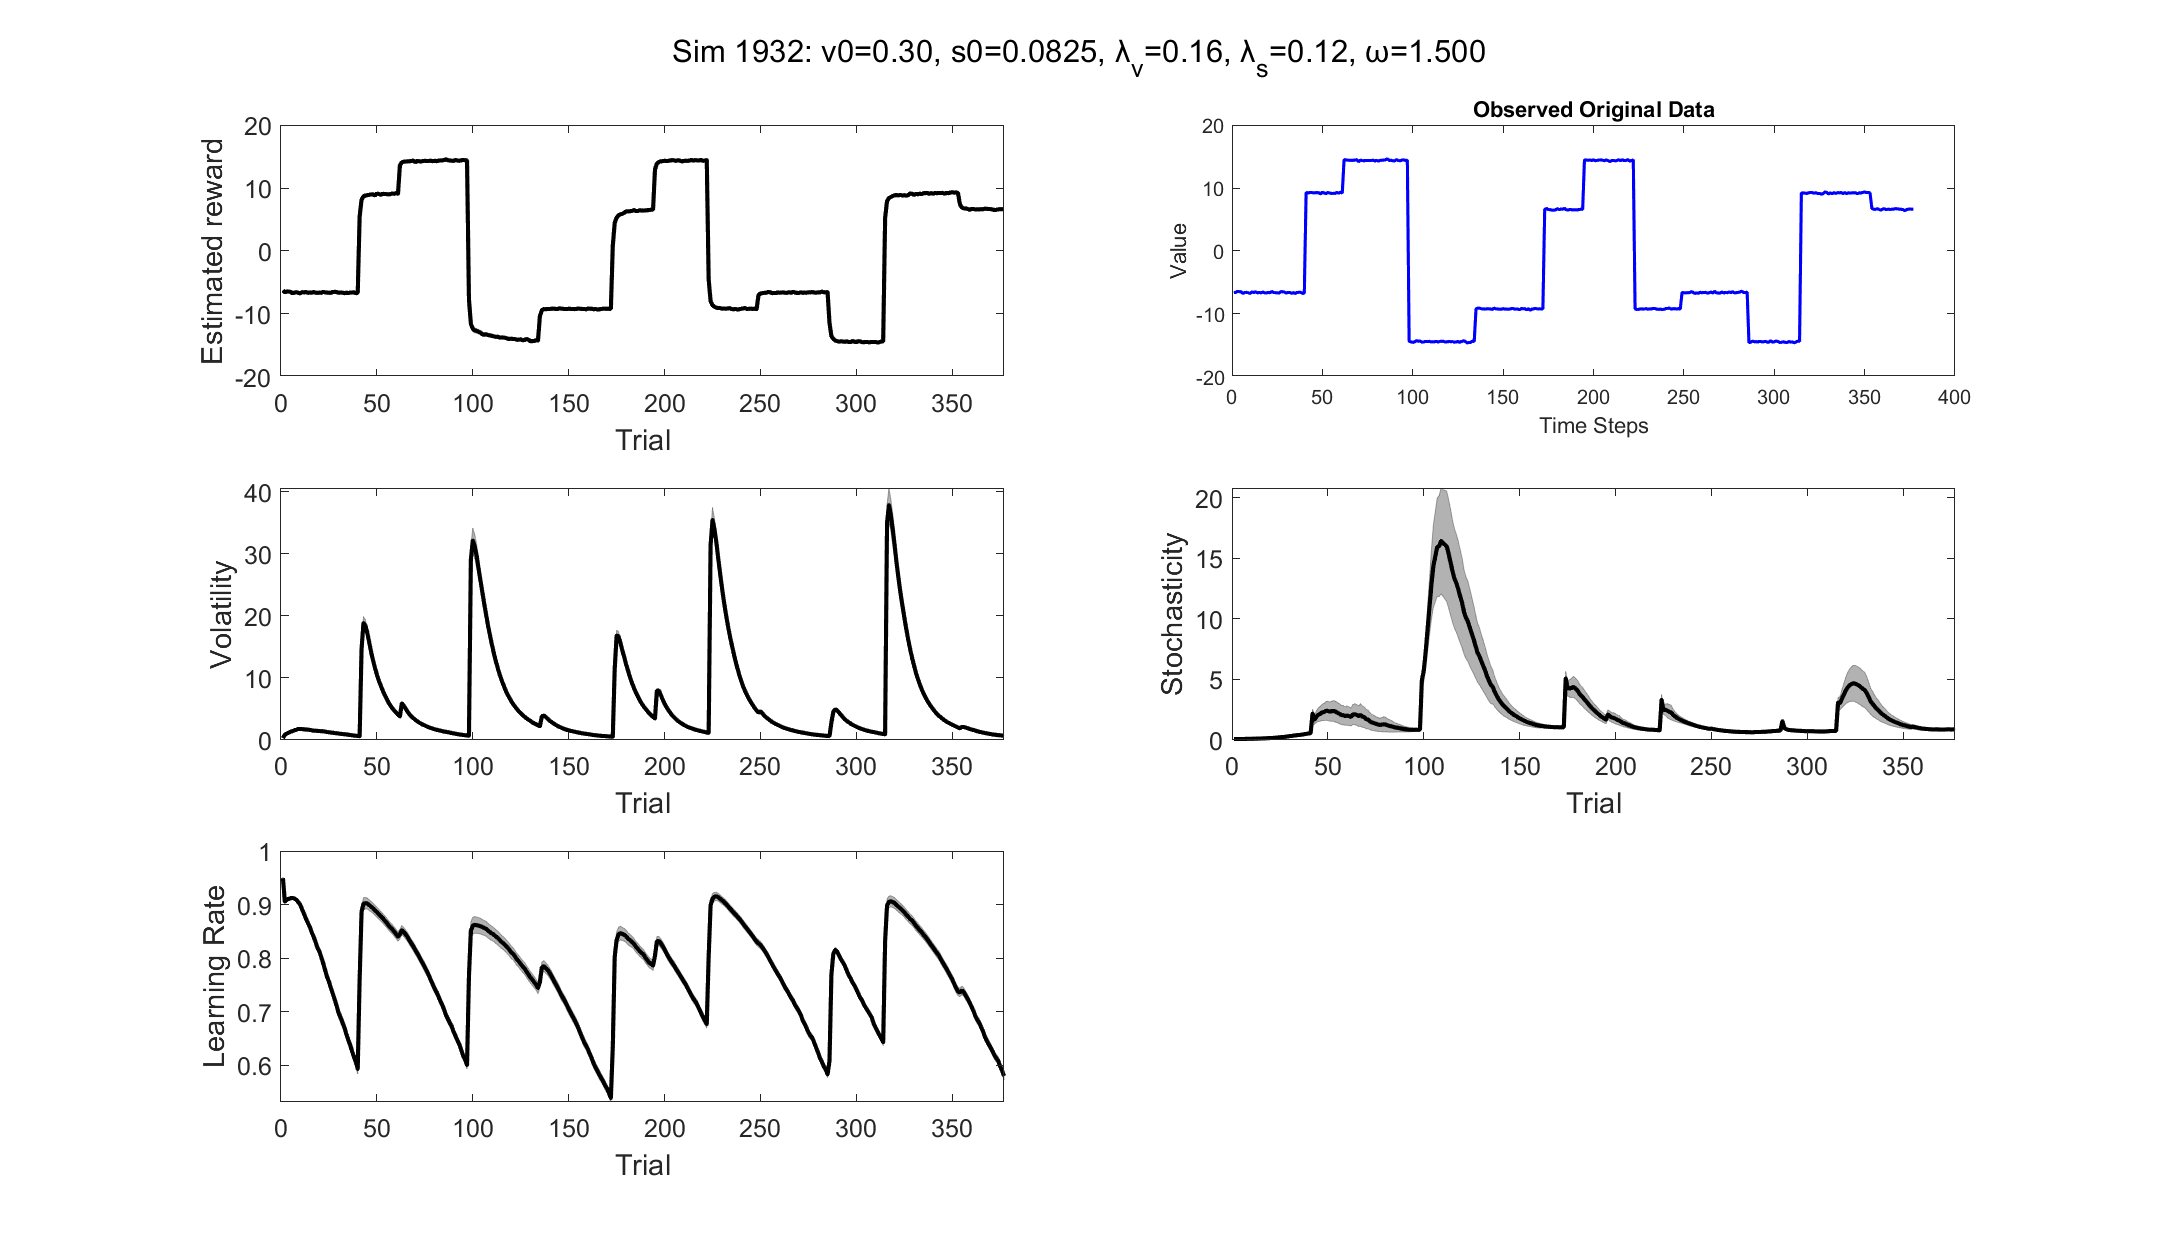 Sim 1932: v0=0.30, s0=0.0825, λv=0.16, λs=0.12, ω=1.500
Estimated reward
20
10
0
-10
-20
0 50 100 150 200 250 300 350
Trial
Observed Original Data
Value
20
10
0
-10
-20
0 50 100 150 200 250 300 350 400
Time Steps
Volatility
40
30
20
10
0
0 50 100 150 200 250 300 350
Trial
Stochasticity
20
15
10
5
0
0 50 100 150 200 250 300 350
Trial
Learning Rate
1
0.9
0.8
0.7
0.6
0 50 100 150 200 250 300 350
Trial